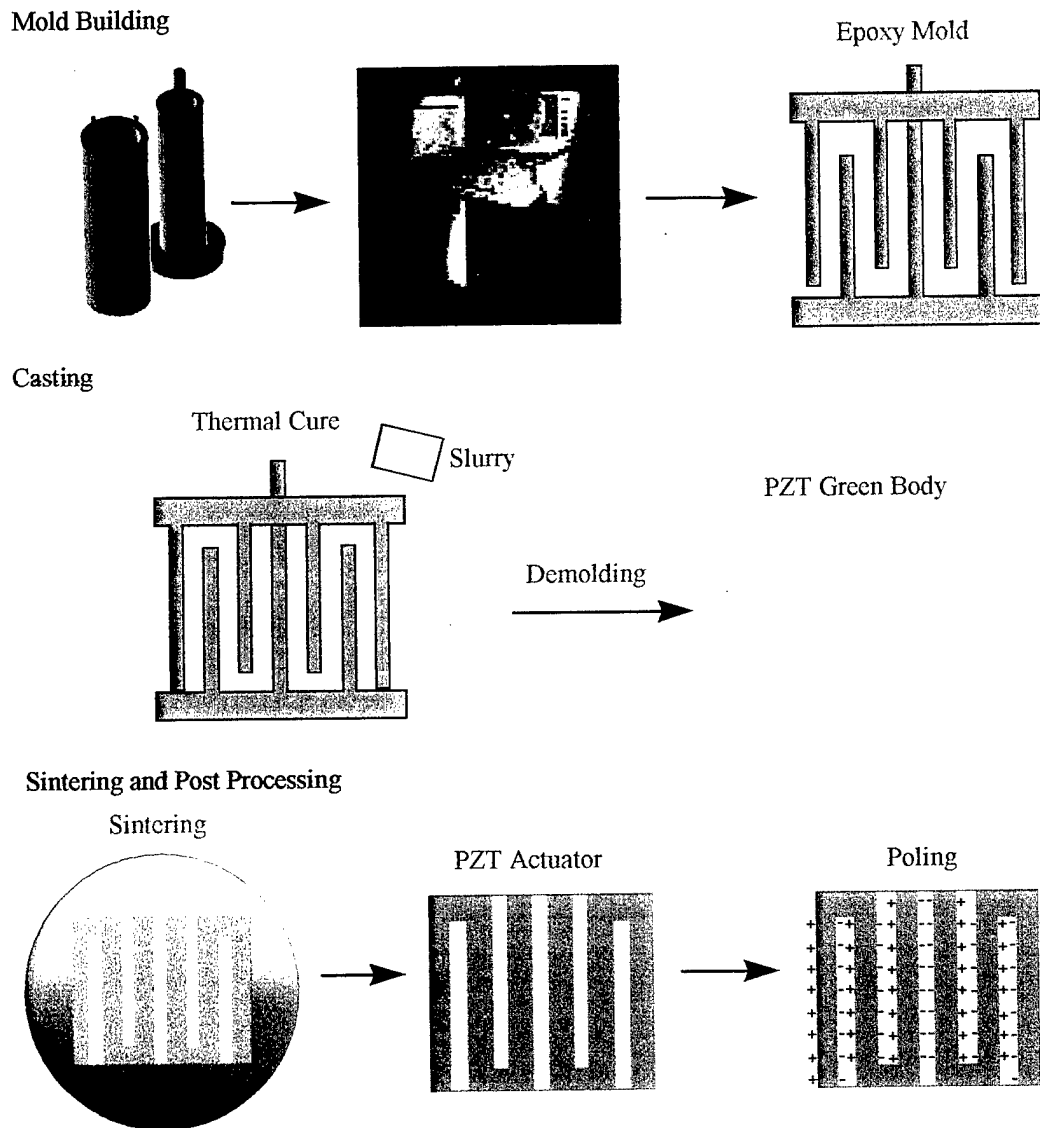 Mold Building
Epoxy Mold
Casting
Thermal Cure
Slurry
PZT Green Body
Demolding
Sintering and Post Processing
Sintering
PZT Actuator
Poling